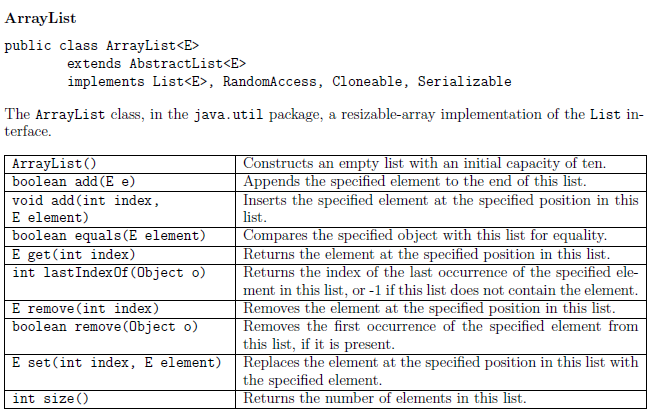 ArrayList
public class ArrayList<E>
extends AbstractList<E>
implements List<E>, RandomAccess, Cloneable, Serializable
The ArrayList class, in the java.util package, a resizable-array implementation of the List in-
terface.
ArrayList() Constructs an empty list with an initial capacity of ten.
boolean add(E e) Appends the specified element to the end of this list.
void add(int index, Inserts the specified element at the specified position in this
E element) list.
boolean equals(E element) Compares the specified object with this list for equality.
E get(int index) Returns the element at the specified position in this list.
int lastIndexOf(Object o) Returns the index of the last occurrence of the specified ele-
ment in this list, or -1 if this list does not contain the element.
E remove(int index) Removes the element at the specified position in this list.
boolean remove(Object o) Removes the first occurrence of the specified element from
this list, if it is present.
E set(int index, E element) Replaces the element at the specified position in this list with
the specified element.
int size() Returns the number of elements in this list.